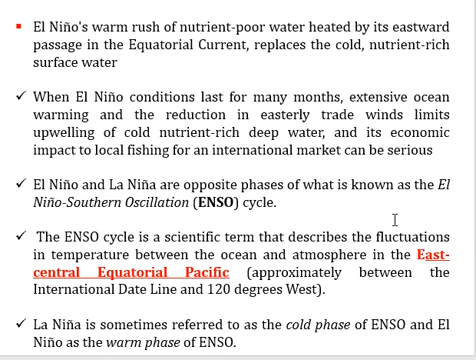 ▪ El Niño's warm rush of nutrient-poor water heated by its eastward
passage in the Equatorial Current, replaces the cold, nutrient-rich
surface water
✓ When El Niño conditions last for many months, extensive ocean
warming and the reduction in easterly trade winds limits
upwelling of cold nutrient-rich deep water, and its economic
impact to local fishing for an international market can be serious
✓ El Niño and La Niña are opposite phases of what is known as the El
Niño-Southern Oscillation (ENSO) cycle.
✓ The ENSO cycle is a scientific term that describes the fluctuations
in temperature between the ocean and atmosphere in the East-
central Equatorial Pacific (approximately between the
International Date Line and 120 degrees West).
✓ La Niña is sometimes referred to as the cold phase of ENSO and El
Niño as the warm phase of ENSO.